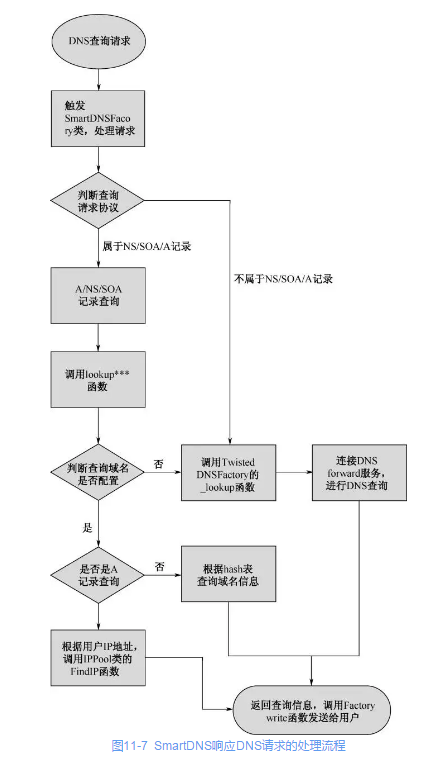 DNS查询请求
触发
SmartDNSFaco
ry类，处理请求
判断查询
请求协议
属于NS/SOA/A记录
不属于NS/SOA/A记录
A/NS/SOA
记录查询
调用lookup***
函数
判断查询域名
是否配置
否
调用Twisted
DNSFactory的
_lookup函数
连接DNS
forward服务，
进行DNS查询
是
是否是A
记录查询
否
根据hash表
查询域名信息
根据用户IP地址，
调用IPPool类的
FindIP函数
返回查询信息，调用Factory
write函数发送给用户
图11-7 SmartDNS响应DNS请求的处理流程